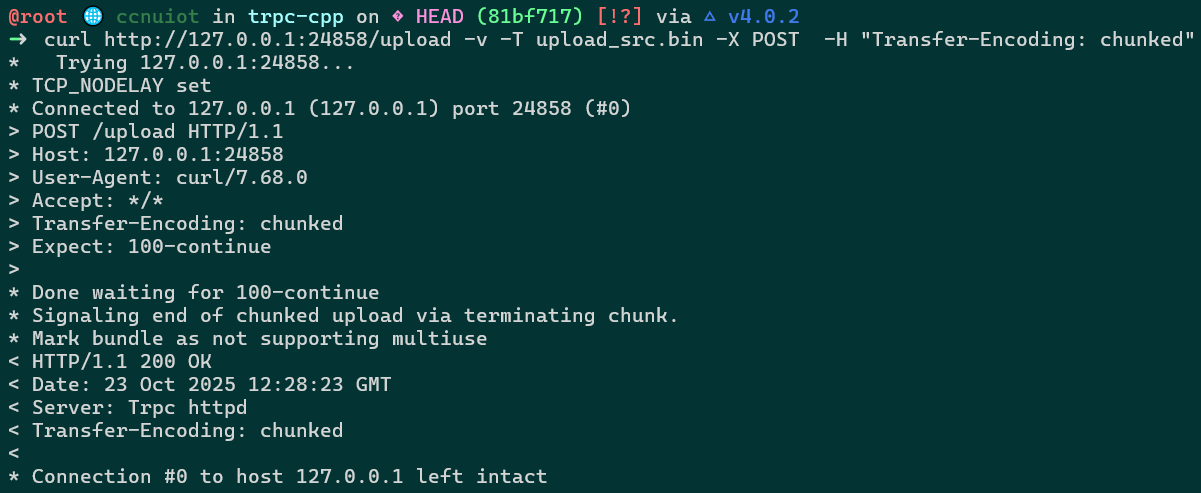 @root 🌐 ccnuiot in trpc-cpp on � HEAD (81bf717) [!?] via △ v4.0.2
➜ curl http://127.0.0.1:24858/upload -v -T upload_src.bin -X POST  -H "Transfer-Encoding: chunked"
*   Trying 127.0.0.1:24858...
* TCP_NODELAY set
* Connected to 127.0.0.1 (127.0.0.1) port 24858 (#0)
> POST /upload HTTP/1.1
> Host: 127.0.0.1:24858
> User-Agent: curl/7.68.0
> Accept: */*
> Transfer-Encoding: chunked
> Expect: 100-continue
>
* Done waiting for 100-continue
* Signaling end of chunked upload via terminating chunk.
* Mark bundle as not supporting multiuse
< HTTP/1.1 200 OK
< Date: 23 Oct 2025 12:28:23 GMT
< Server: Trpc httpd
< Transfer-Encoding: chunked
<
* Connection #0 to host 127.0.0.1 left intact